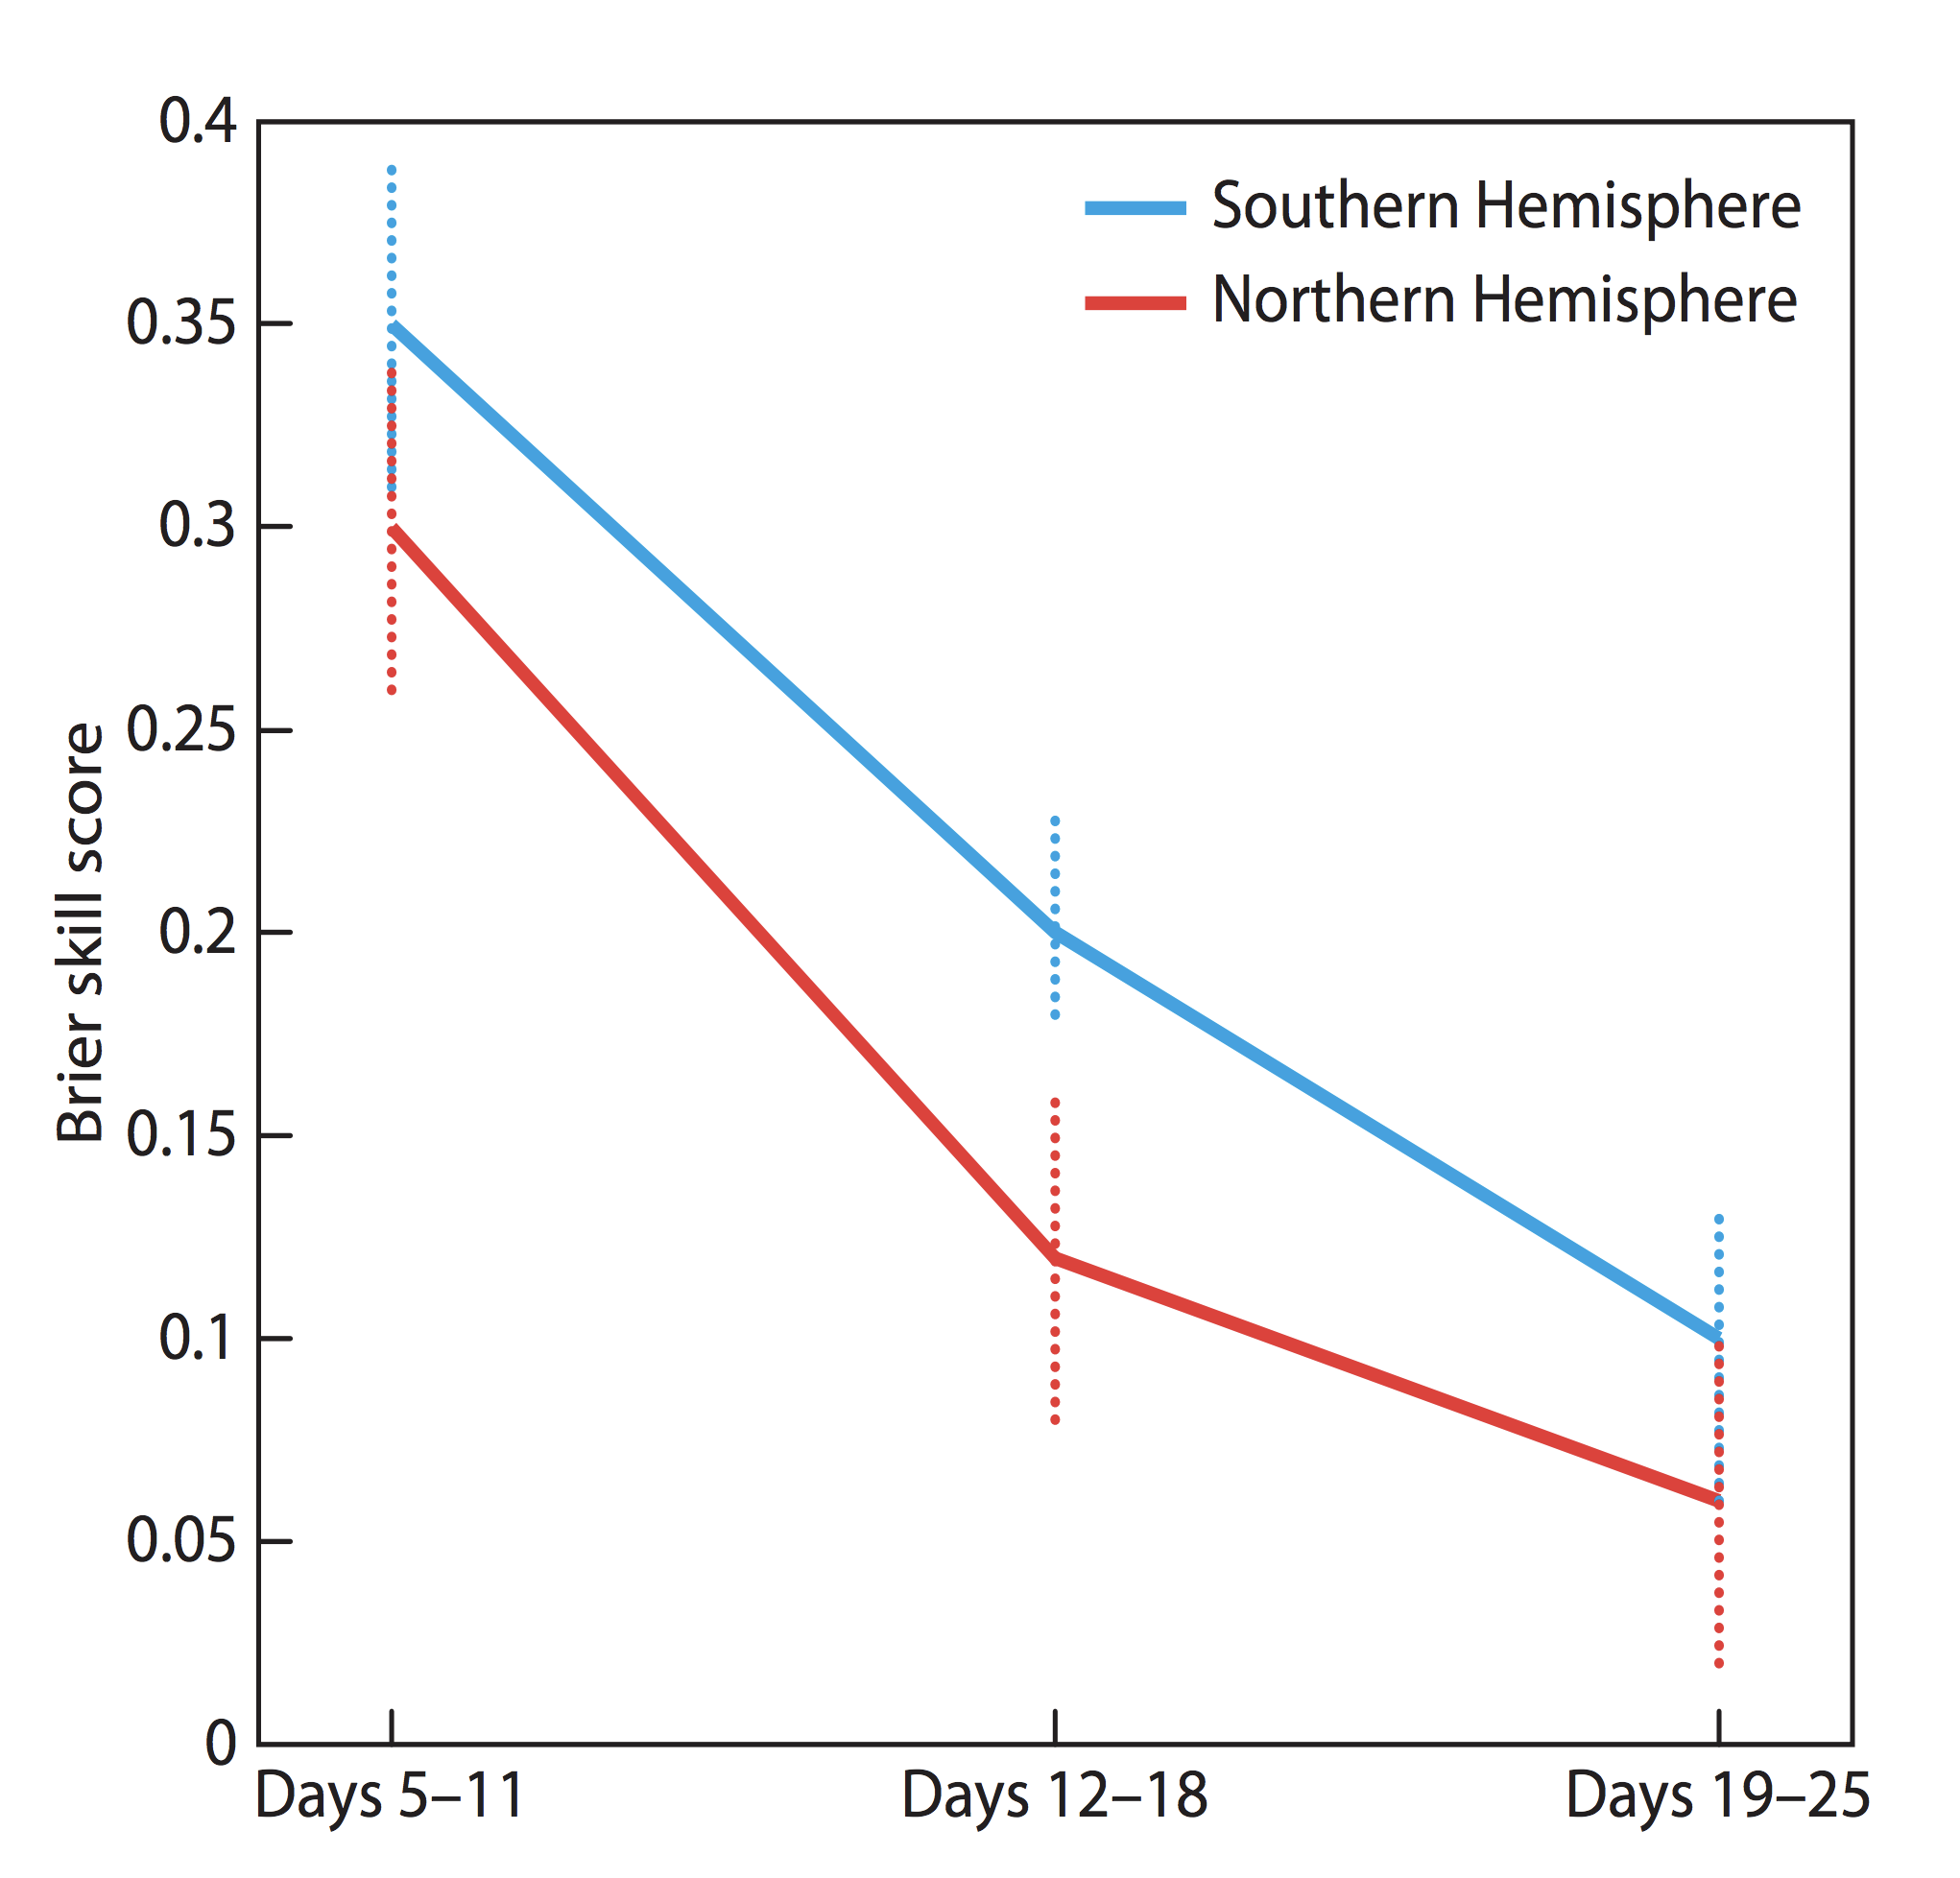 0.4
Southern Hemisphere
Northern Hemisphere
0.35
0.3
0.25
0.2
0.15
0.1
0.05
0
Brier skill score
Days 5–11
Days 12–18
Days 19–25